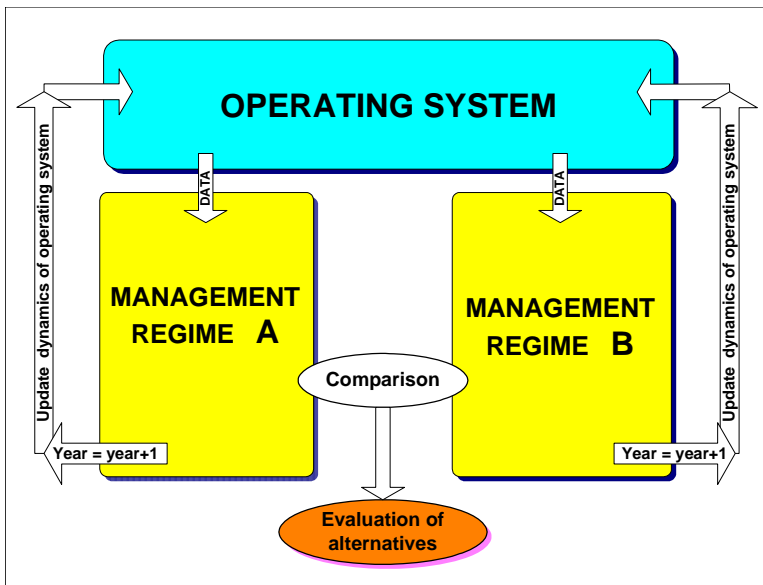 OPERATING SYSTEM
DATA
DATA
Update dynamics of operating system
Update dynamics of operating system
MANAGEMENT
REGIME A
MANAGEMENT
REGIME B
Comparison
Year = year+1
Year = year+1
Evaluation of
alternatives